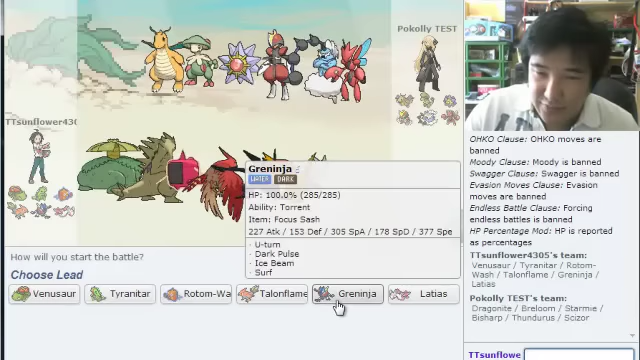 Pokolly TEST
TTsunflower430
Greninja
WATER DARK
HP: 100.0% (285/285)
Ability: Torrent
Item: Focus Sash
227 Atk / 153 Def / 305 SpA / 178 SpD / 377 Spe
· U-turn
· Dark Pulse
· Ice Beam
· Surf
How will you start the battle?
Choose Lead
Venusaur
Tyranitar
Rotom-Wa
Talonflame
Greninja
Latias
OHKO Clause: OHKO moves are
banned
Moody Clause: Moody is banned
Swagger Clause: Swagger is
banned
Evasion Moves Clause: Evasion
moves are banned
Endless Battle Clause: Forcing
endless battles is banned
HP Percentage Mod: HP is reported
as percentages
TTsunflower4305's
team:
Venusaur / Tyranitar / Rotom-
Wash / Talonflame / Greninja /
Latias
Pokolly TEST's team:
Dragonite / Breloom / Starmie /
Bisharp / Thundurus / Scizor
TTsunflowe